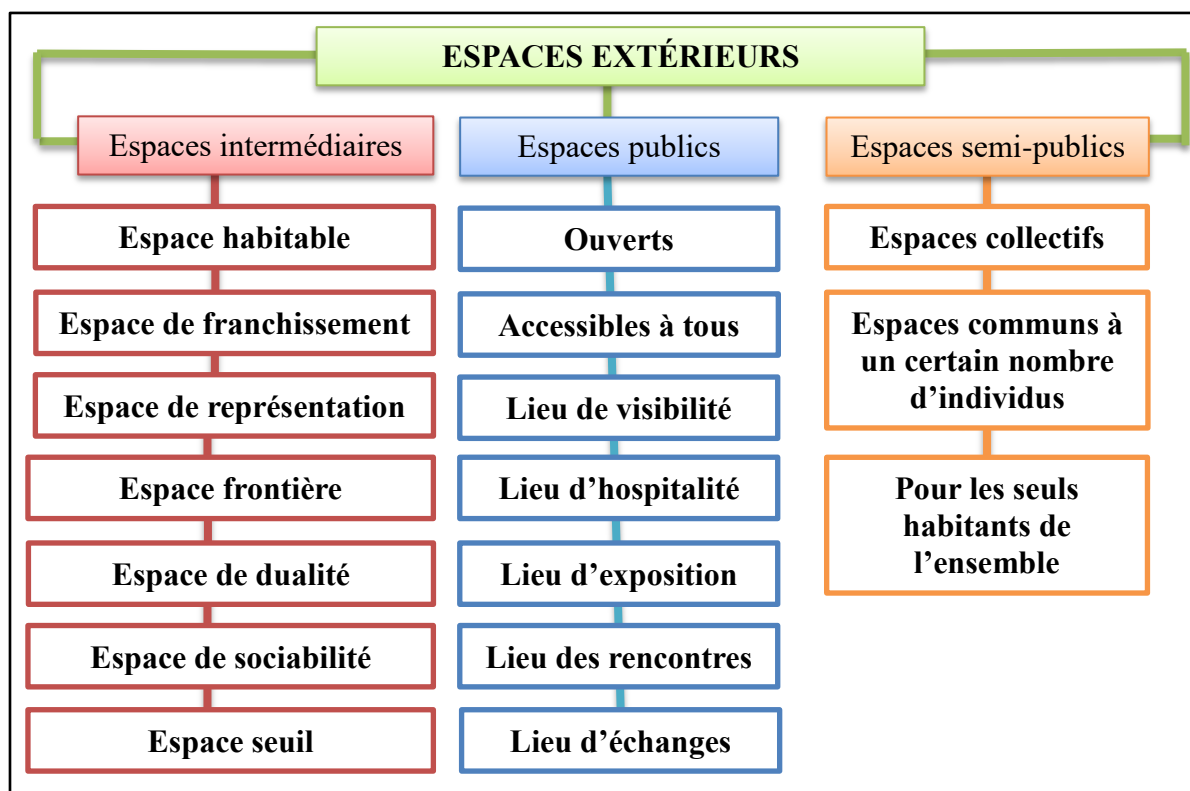 ESPACES EXTÉRIEURS
Espaces intermédiaires
Espace habitable
Espace de franchissement
Espace de représentation
Espace frontière
Espace de dualité
Espace de sociabilité
Espace seuil
Espaces publics
Ouverts
Accessibles à tous
Lieu de visibilité
Lieu d’hospitalité
Lieu d’exposition
Lieu des rencontres
Lieu d’échanges
Espaces semi-publics
Espaces collectifs
Espaces communs à
un certain nombre
d’individus
Pour les seuls
habitants de
l’ensemble